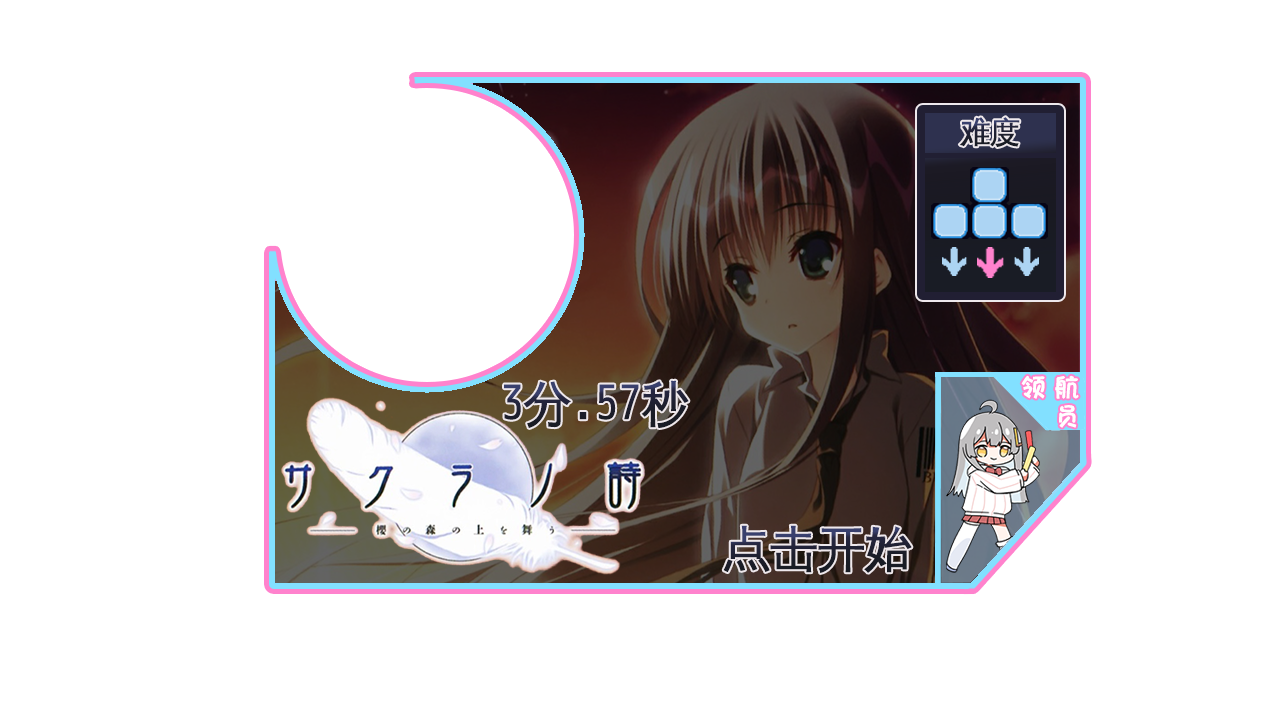 难度
领航
员
3分.57秒
サクラノ詩
櫻の森の上を舞う
点击开始